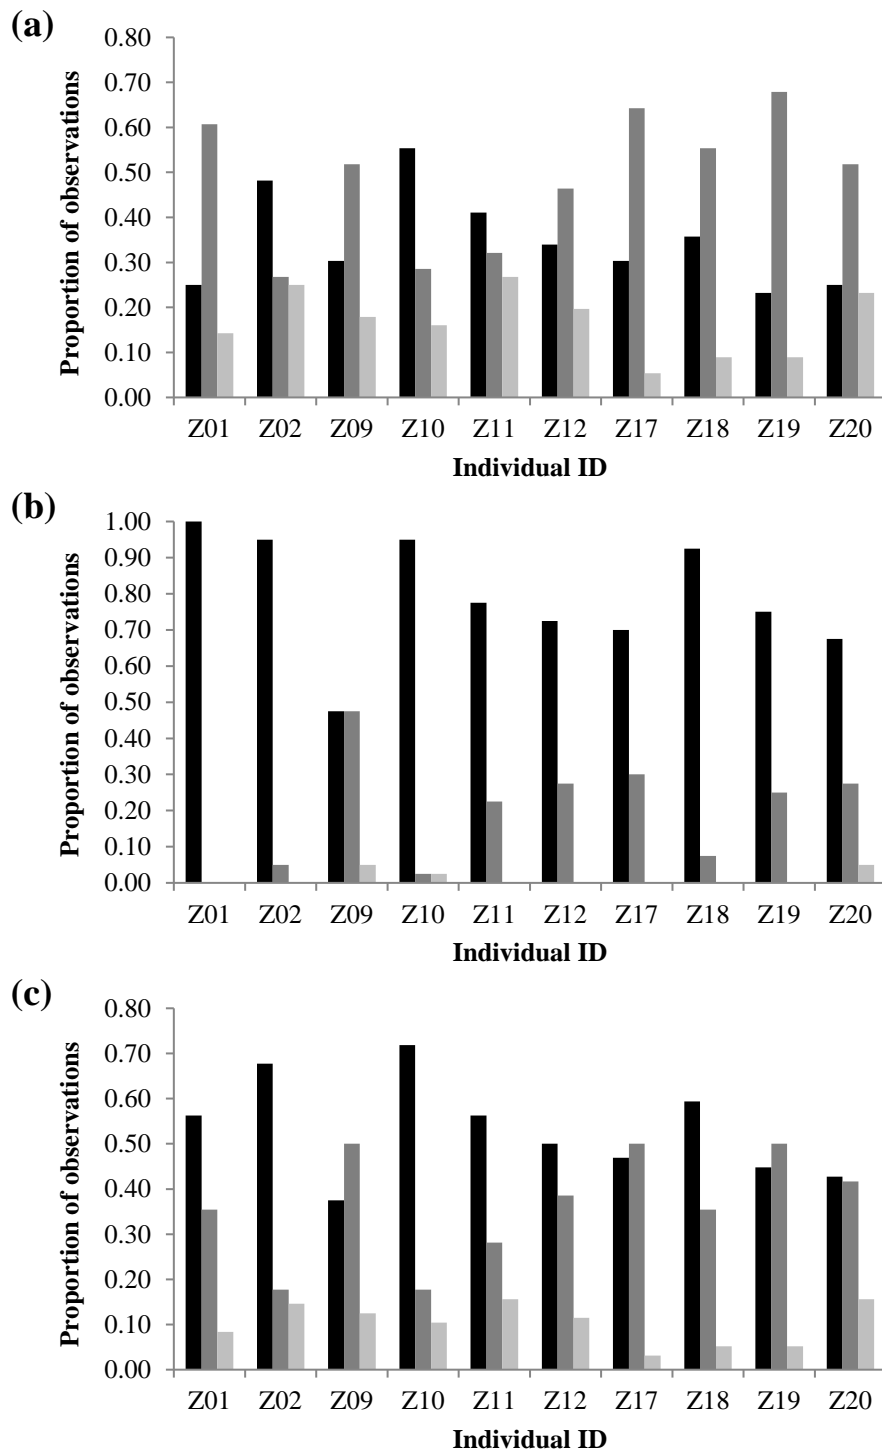 (a)
Proportion of observations
0.80
0.70
0.60
0.50
0.40
0.30
0.20
0.10
0.00
Z01 Z02 Z09 Z10 Z11 Z12 Z17 Z18 Z19 Z20
Individual ID
(b)
Proportion of observations
1.00
0.90
0.80
0.70
0.60
0.50
0.40
0.30
0.20
0.10
0.00
Z01 Z02 Z09 Z10 Z11 Z12 Z17 Z18 Z19 Z20
Individual ID
(c)
Proportion of observations
0.80
0.70
0.60
0.50
0.40
0.30
0.20
0.10
0.00
Z01 Z02 Z09 Z10 Z11 Z12 Z17 Z18 Z19 Z20
Individual ID